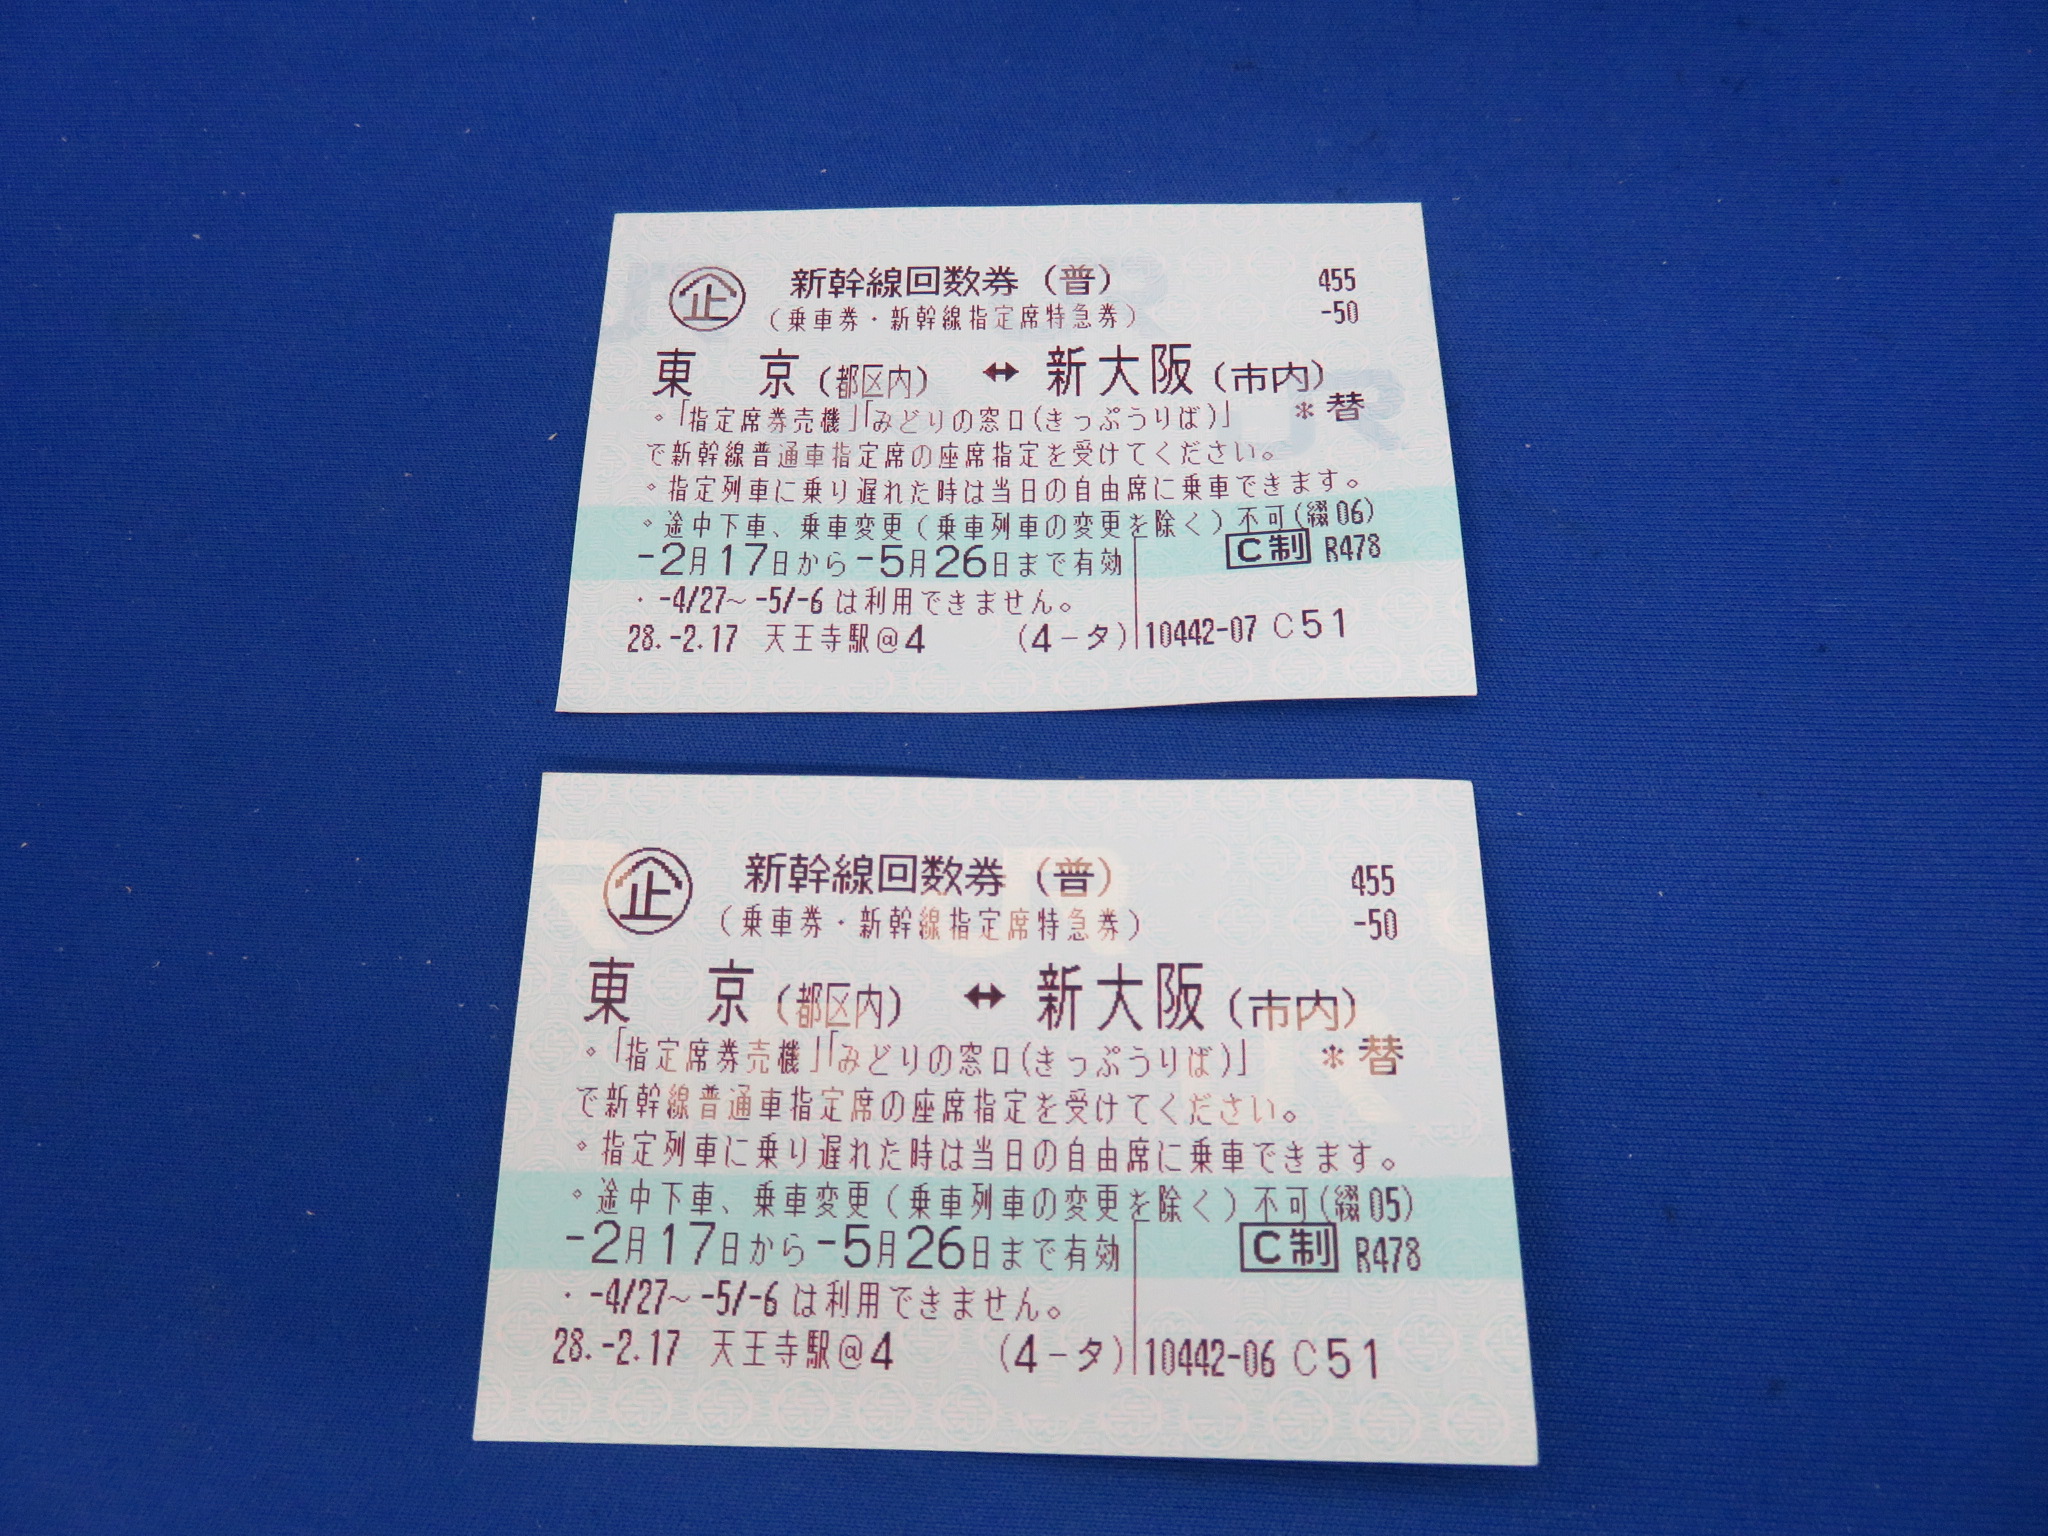 企 新幹線回数券(普) 455
(乗車券・新幹線指定席特急券) -50
東 京(都区内) ↔ 新大阪(市内)
。「指定席券売機」「みどりの窓口(きっぷうりば)」 *替
で新幹線普通車指定席の座席指定を受けてください。
。指定列車に乗り遅れた時は当日の自由席に乗車できます。
。途中下車、乗車変更(乗車列車の変更を除く)不可(綴06)
-2月17日から-5月26日まで有効 C制 R478
・-4/27~ -5/-6 は利用できません。
28.-2.17 天王寺駅@4 (4-タ) 10442-07 C51
企 新幹線回数券(普) 455
(乗車券・新幹線指定席特急券) -50
東 京(都区内) ↔ 新大阪(市内)
。「指定席券売機」「みどりの窓口(きっぷうりば)」 *替
で新幹線普通車指定席の座席指定を受けてください。
。指定列車に乗り遅れた時は当日の自由席に乗車できます。
。途中下車、乗車変更(乗車列車の変更を除く)不可(綴05)
-2月17日から-5月26日まで有効 C制 R478
・-4/27~ -5/-6 は利用できません。
28.-2.17 天王寺駅@4 (4-タ) 10442-06 C51